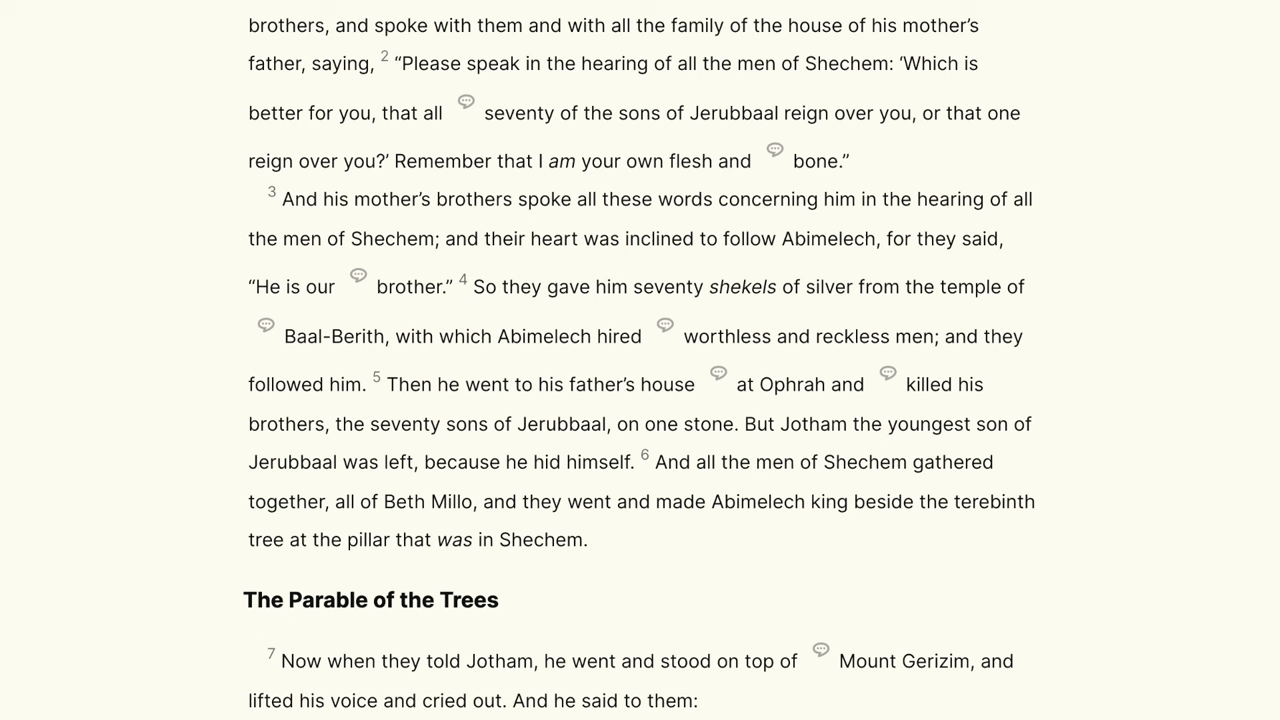 brothers, and spoke with them and with all the family of the house of his mother’s
father, saying, 2 “Please speak in the hearing of all the men of Shechem: ‘Which is
better for you, that all seventy of the sons of Jerubbaal reign over you, or that one
reign over you?’ Remember that I am your own flesh and bone.”
3 And his mother’s brothers spoke all these words concerning him in the hearing of all
the men of Shechem; and their heart was inclined to follow Abimelech, for they said,
“He is our brother.” 4 So they gave him seventy shekels of silver from the temple of
Baal-Berith, with which Abimelech hired worthless and reckless men; and they
followed him. 5 Then he went to his father’s house at Ophrah and killed his
brothers, the seventy sons of Jerubbaal, on one stone. But Jotham the youngest son of
Jerubbaal was left, because he hid himself. 6 And all the men of Shechem gathered
together, all of Beth Millo, and they went and made Abimelech king beside the terebinth
tree at the pillar that was in Shechem.
The Parable of the Trees
7 Now when they told Jotham, he went and stood on top of Mount Gerizim, and
lifted his voice and cried out. And he said to them: